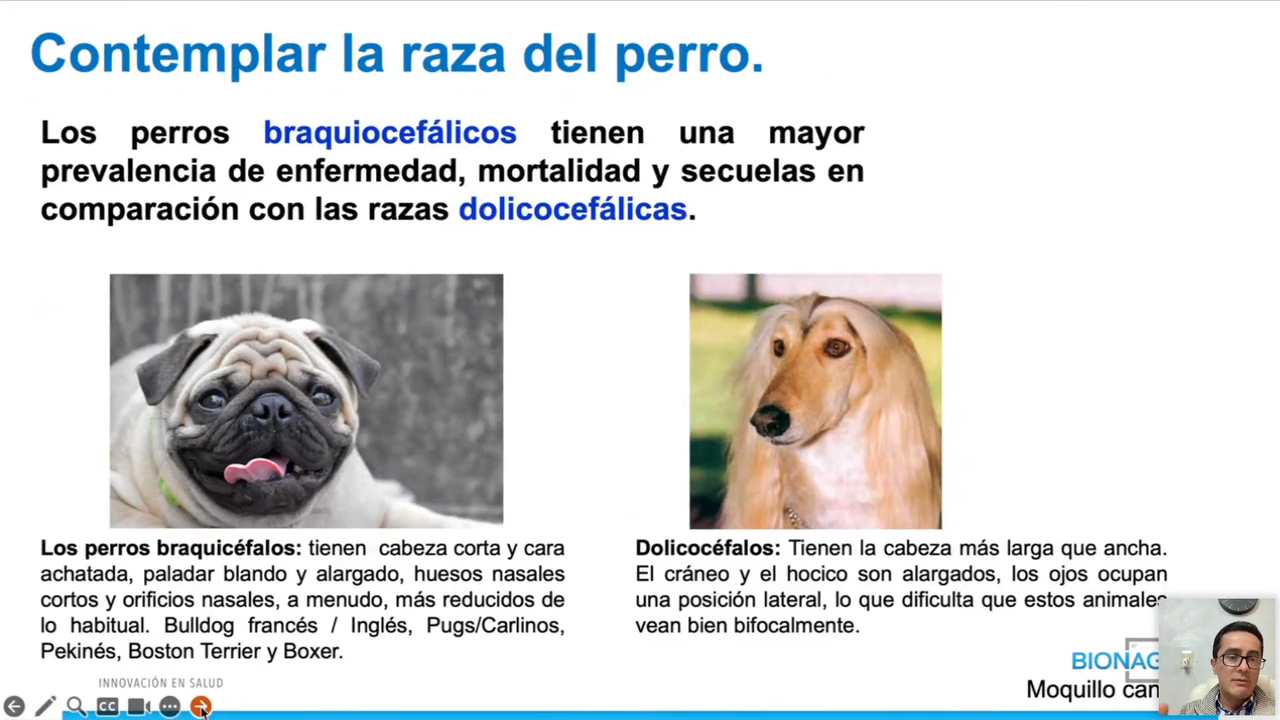 Contemplar la raza del perro.
Los perros braquiocefálicos tienen una mayor
prevalencia de enfermedad, mortalidad y secuelas en
comparación con las razas dolicocefálicas.
Los perros braquicéfalos: tienen cabeza corta y cara
achatada, paladar blando y alargado, huesos nasales
cortos y orificios nasales, a menudo, más reducidos de
lo habitual. Bulldog francés / Inglés, Pugs/Carlinos,
Pekinés, Boston Terrier y Boxer.
Dolicocéfalos: Tienen la cabeza más larga que ancha.
El cráneo y el hocico son alargados, los ojos ocupan
una posición lateral, lo que dificulta que estos animales
vean bien bifocalmente.
INNOVACIÓN EN SALUD
CC
BIONAG
Moquillo can